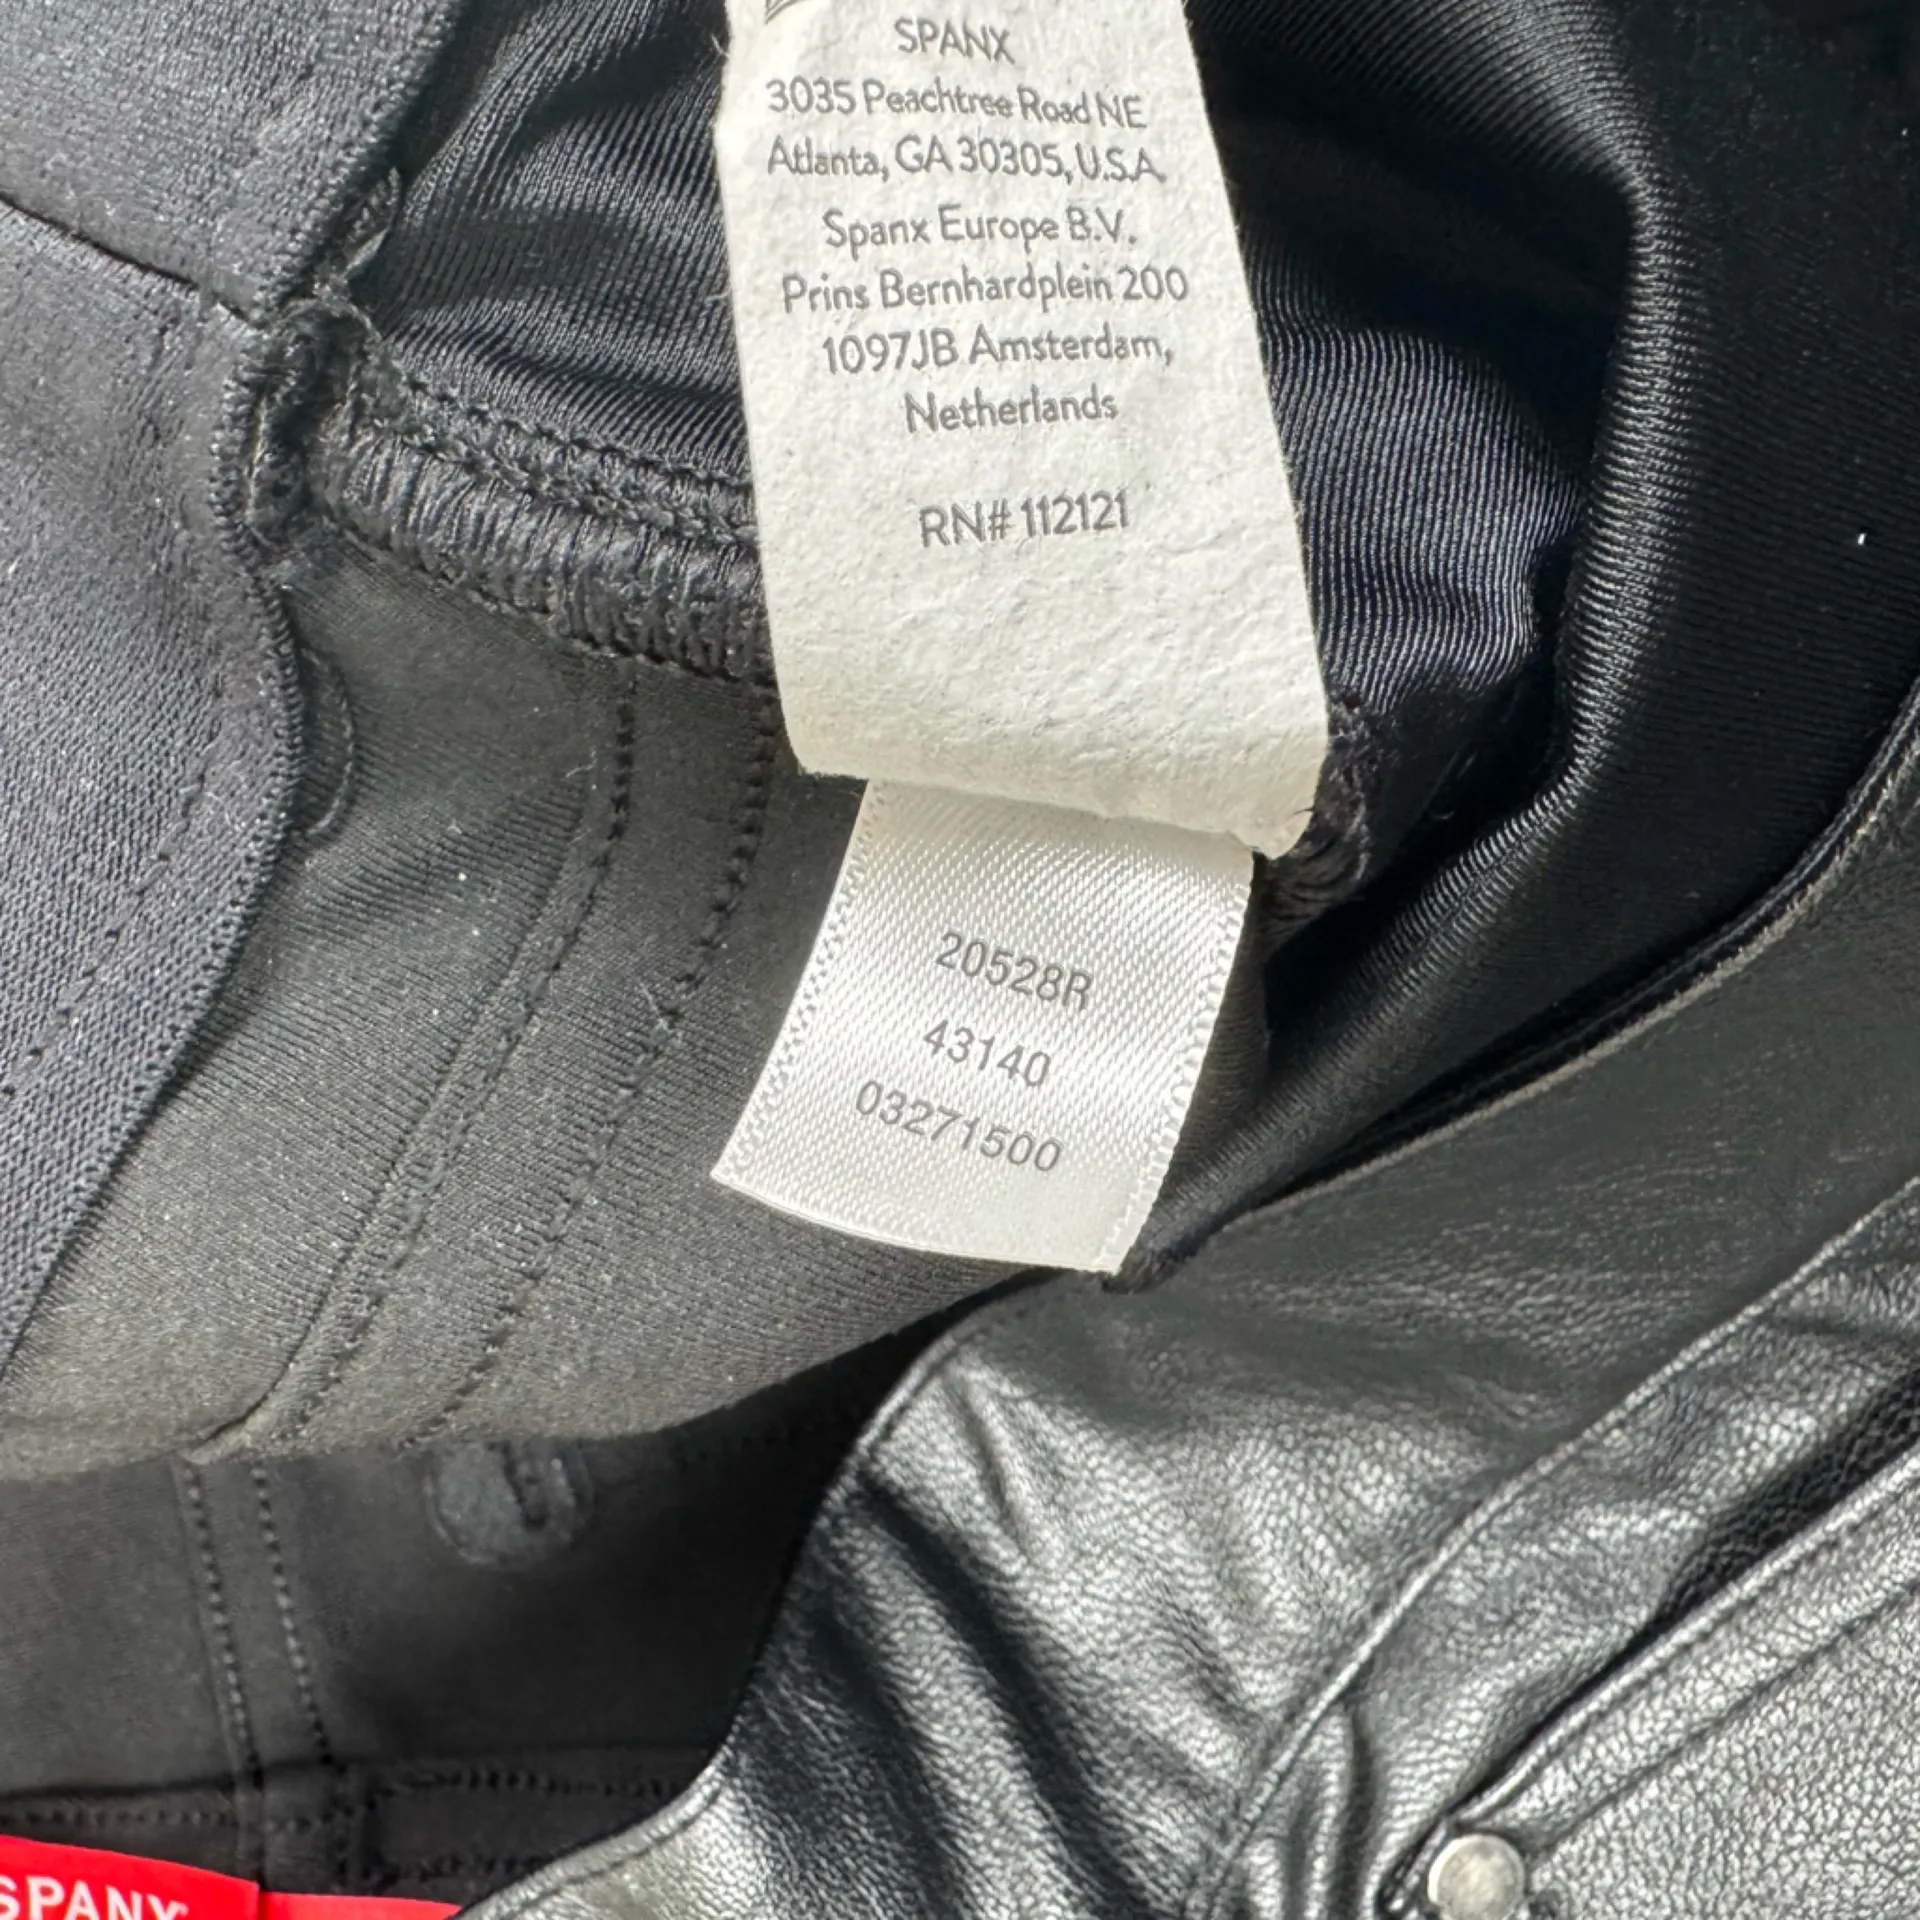 SPANX
3035 Peachtree Road NE
Atlanta, GA 30305, U.S.A.
Spanx Europe B.V.
Prins Bernhardplein 200
1097JB Amsterdam,
Netherlands
RN# 112121
20528R
43140
03271500
SPANX